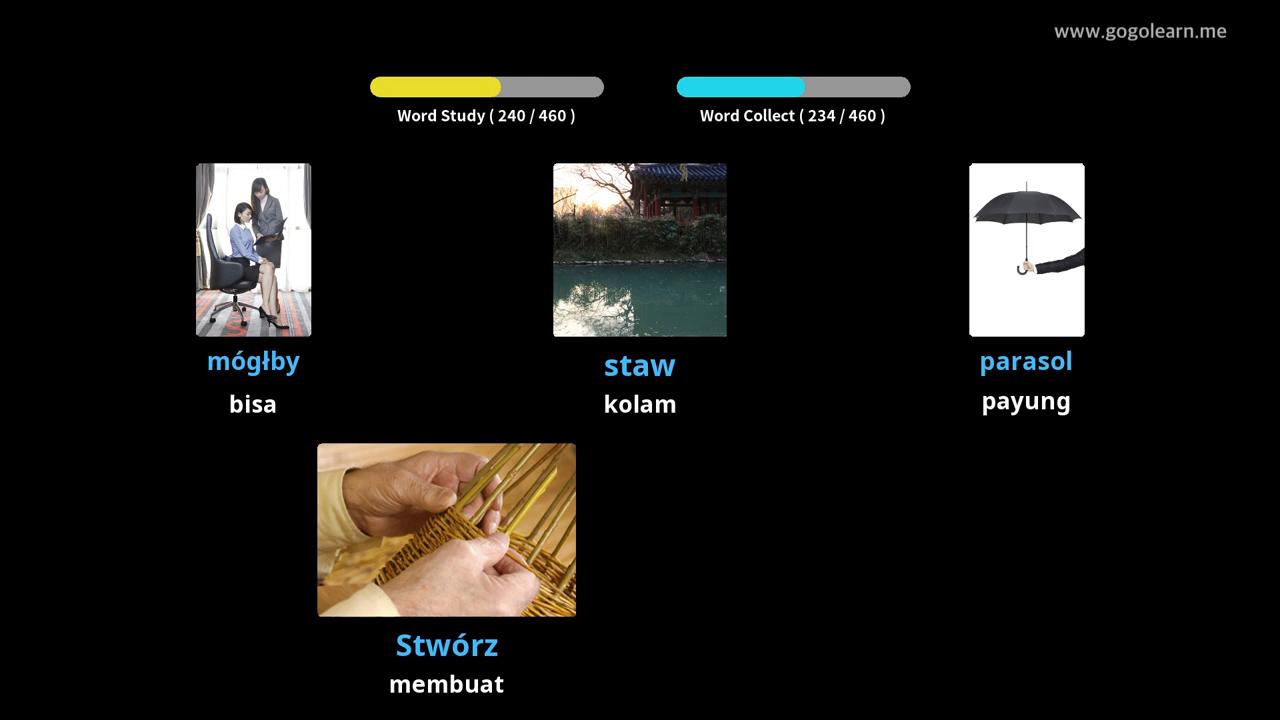 www.gogolearn.me
Word Study ( 240 / 460 )
Word Collect ( 234 / 460 )
mógłby
bisa
staw
kolam
parasol
payung
Stwórz
membuat